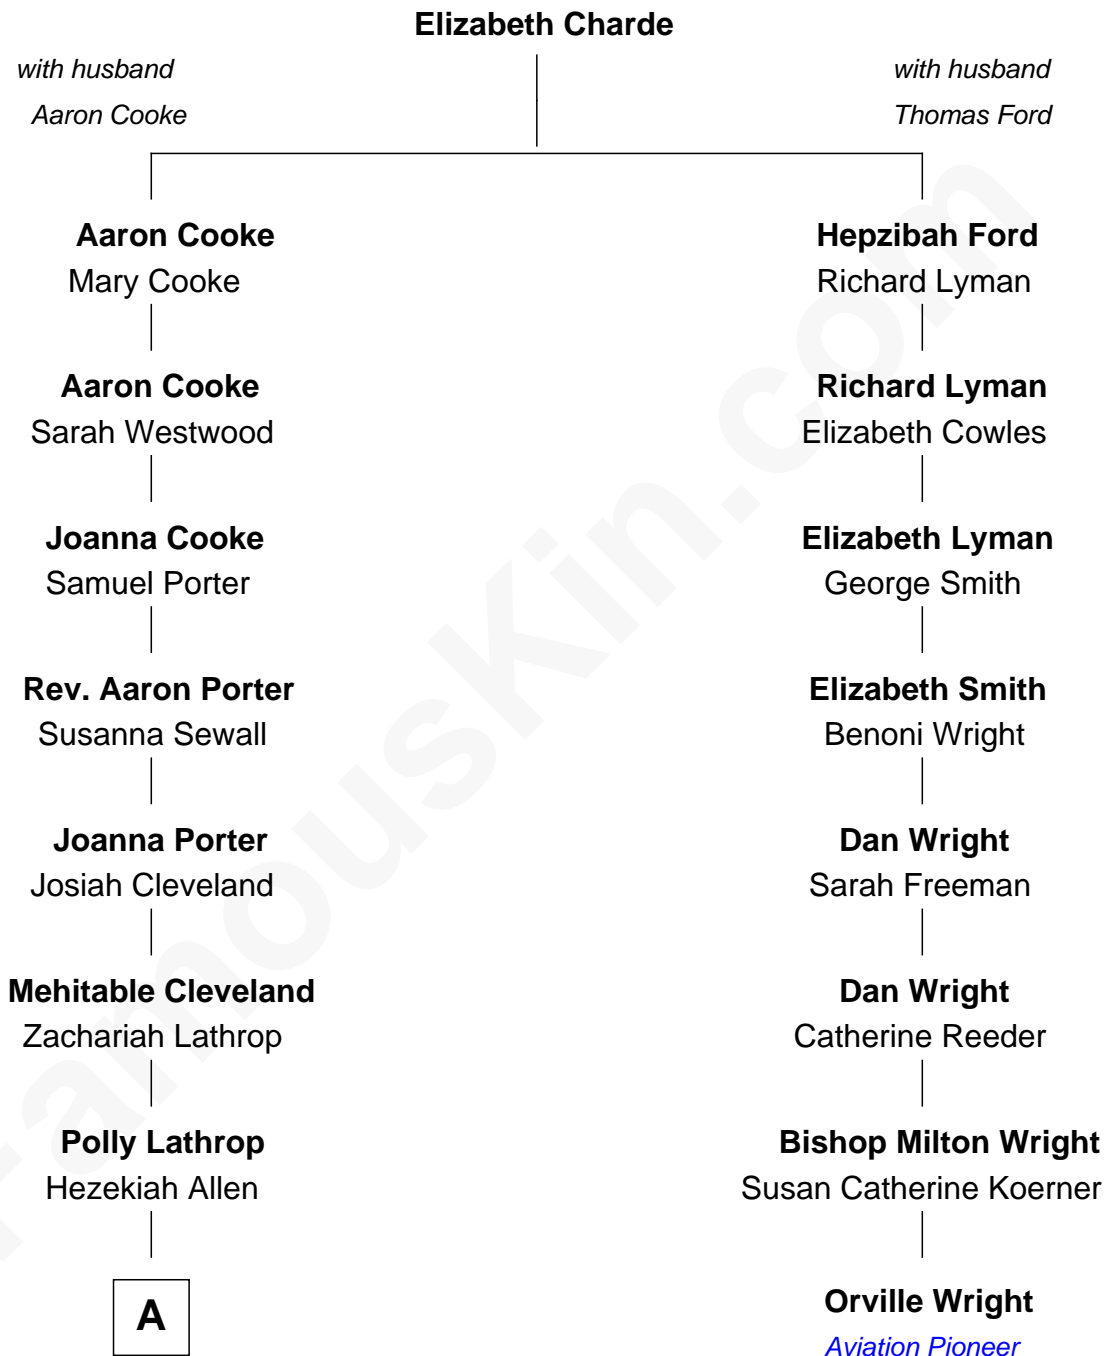 Elizabeth Charde
with husband
Aaron Cooke
with husband
Thomas Ford
Aaron Cooke
Mary Cooke
Hepzibah Ford
Richard Lyman
Aaron Cooke
Sarah Westwood
Richard Lyman
Elizabeth Cowles
Joanna Cooke
Samuel Porter
Elizabeth Lyman
George Smith
Rev. Aaron Porter
Susanna Sewall
Elizabeth Smith
Benoni Wright
Joanna Porter
Josiah Cleveland
Dan Wright
Sarah Freeman
Mehitable Cleveland
Zachariah Lathrop
Dan Wright
Catherine Reeder
Polly Lathrop
Hezekiah Allen
Bishop Milton Wright
Susan Catherine Koerner
A
Orville Wright
Aviation Pioneer
FamousKin.com